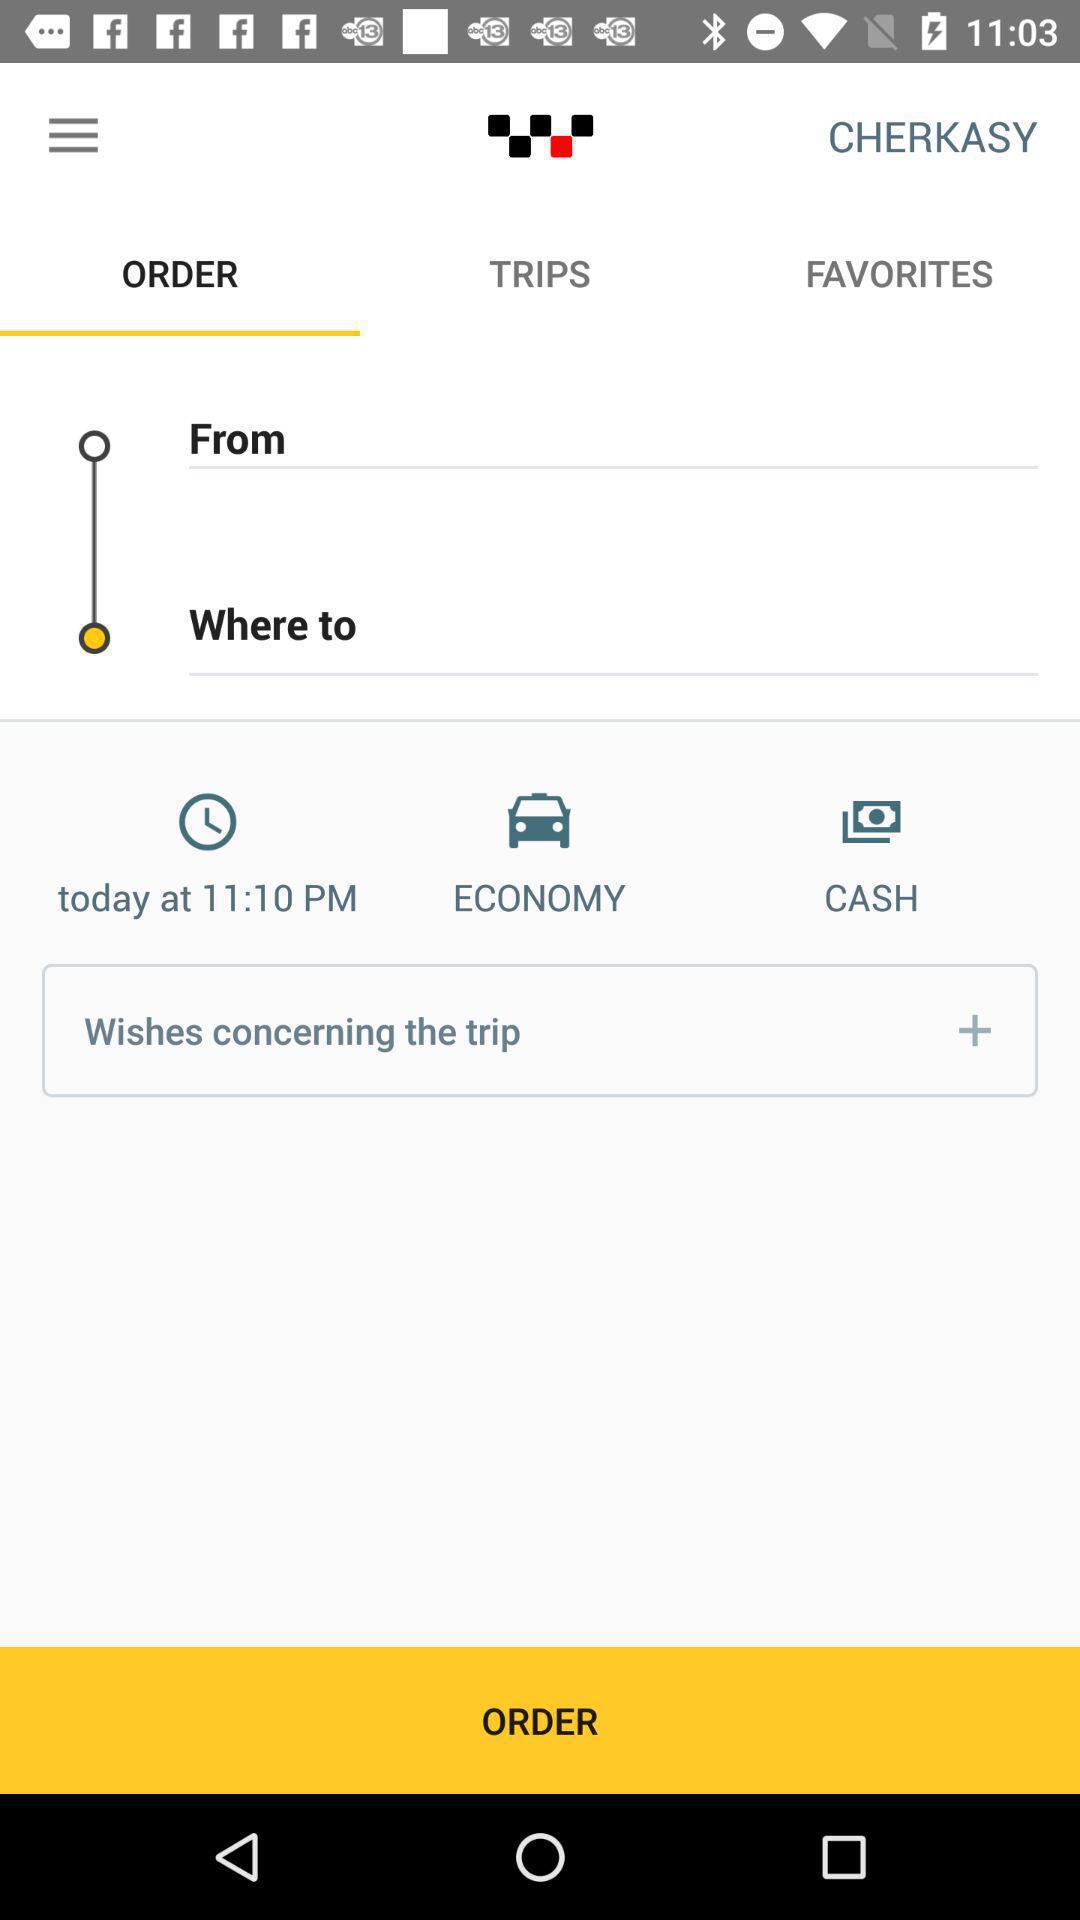 11:03
CHERKASY
ORDER TRIPS FAVORITES
From
Where to
today at 11:10 PM ECONOMY CASH
Wishes concerning the trip +
ORDER